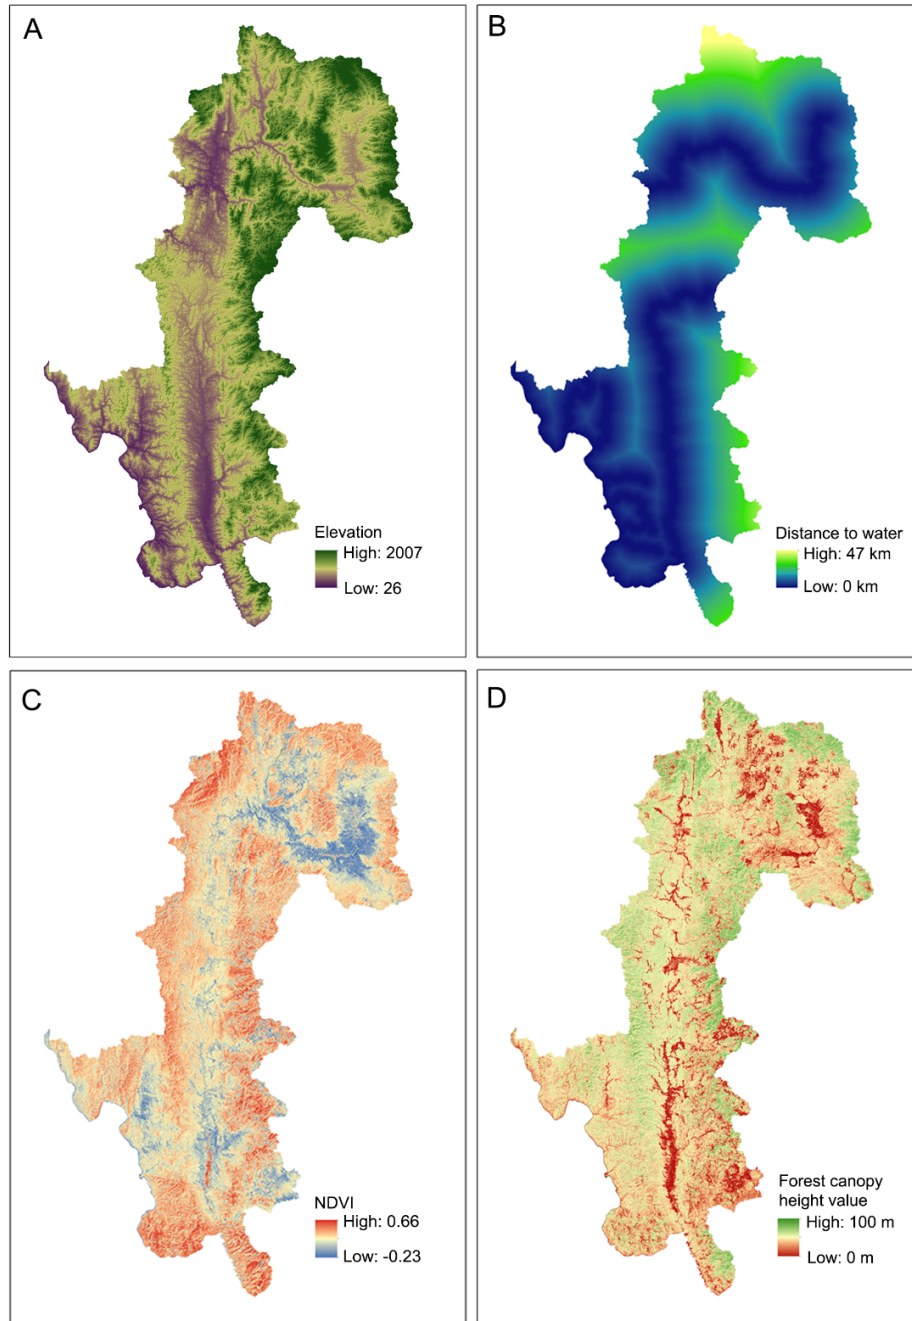 A
Elevation
High: 2007
Low: 26
B
Distance to water
High: 47 km
Low: 0 km
C
NDVI
High: 0.66
Low: -0.23
D
Forest canopy
height value
High: 100 m
Low: 0 m